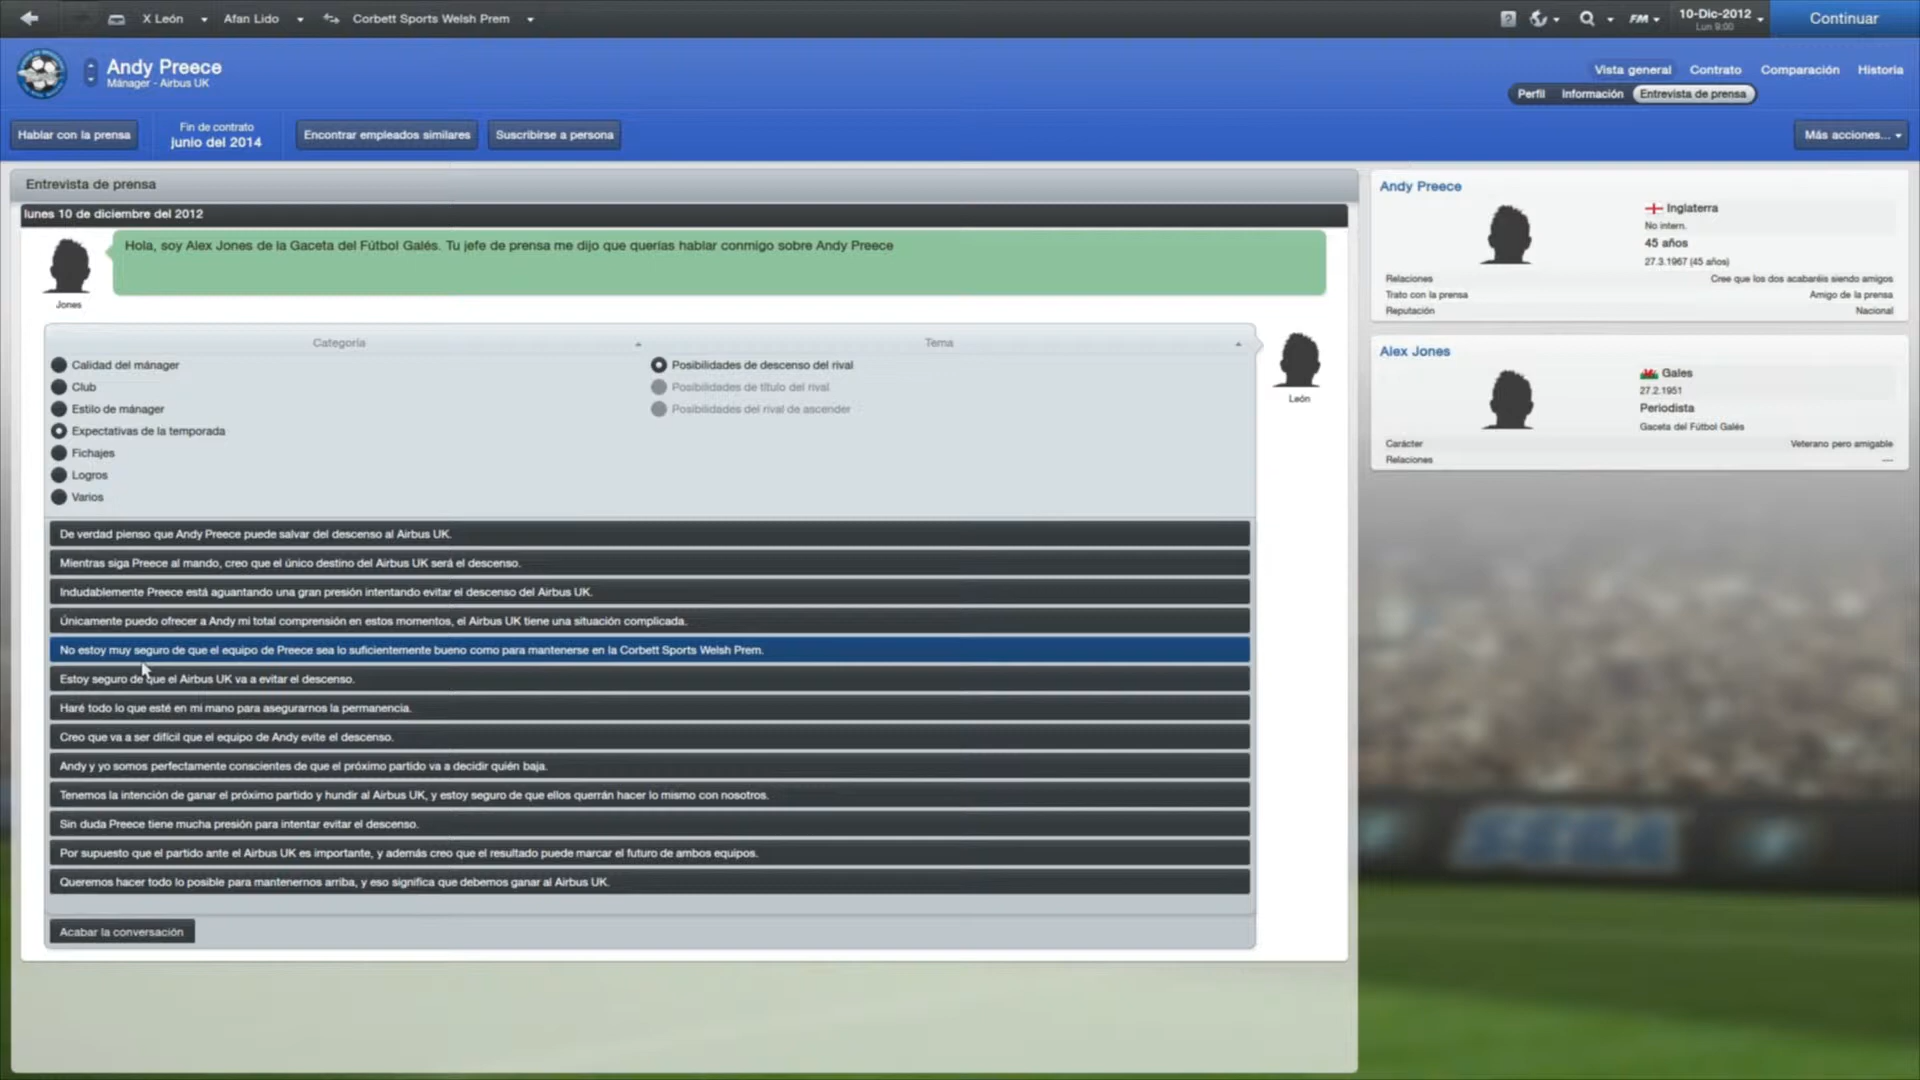 X León
Afan Lido
Corbett Sports Welsh Prem
FM
10-Dic-2012
Lun 9:00
Continuar
Andy Preece
Mánager - Airbus UK
Vista general
Contrato
Comparación
Historia
Perfil
Información
Entrevista de prensa
Hablar con la prensa
Fin de contrato
Junio del 2014
Encontrar empleados similares
Suscribirse a persona
Más acciones...
Entrevista de prensa
lunes 10 de diciembre del 2012
Hola, soy Alex Jones de la Gaceta del Fútbol Galés. Tu jefe de prensa me dijo que querías hablar conmigo sobre Andy Preece
Jones
Categoría
Tema
Calidad del mánager
Club
Estilo de mánager
Expectativas de la temporada
Fichajes
Logros
Varios
Posibilidades de descenso del rival
Posibilidades de título del rival
Posibilidades del rival de ascender
León
De verdad pienso que Andy Preece puede salvar del descenso al Airbus UK.
Mientras siga Preece al mando, creo que el único destino del Airbus UK será el descenso.
Indudablemente Preece está aguantando una gran presión intentando evitar el descenso del Airbus UK.
Únicamente puedo ofrecer a Andy mi total comprensión en estos momentos, el Airbus UK tiene una situación complicada.
No estoy muy seguro de que el equipo de Preece sea lo suficientemente bueno como para mantenerse en la Corbett Sports Welsh Prem.
Estoy seguro de que el Airbus UK va a evitar el descenso.
Haré todo lo que esté en mi mano para asegurarnos la permanencia.
Creo que va a ser difícil que el equipo de Andy evite el descenso.
Andy y yo somos perfectamente conscientes de que el próximo partido va a decidir quién baja.
Tenemos la intención de ganar el próximo partido y hundir al Airbus UK, y estoy seguro de que ellos querrán hacer lo mismo con nosotros.
Sin duda Preece tiene mucha presión para intentar evitar el descenso.
Por supuesto que el partido ante el Airbus UK es importante, y además creo que el resultado puede marcar el futuro de ambos equipos.
Queremos hacer todo lo posible para mantenernos arriba, y eso significa que debemos ganar al Airbus UK.
Acabar la conversación
Andy Preece
Inglaterra
No intern.
45 años
27.3.1967 (45 años)
Relaciones
Cree que los dos acabaréis siendo amigos
Trato con la prensa
Amigo de la prensa
Reputación
Nacional
Alex Jones
Gales
27.2.1951
Periodista
Gaceta del Fútbol Galés
Carácter
Veterano pero amigable
Relaciones
---
SEGA